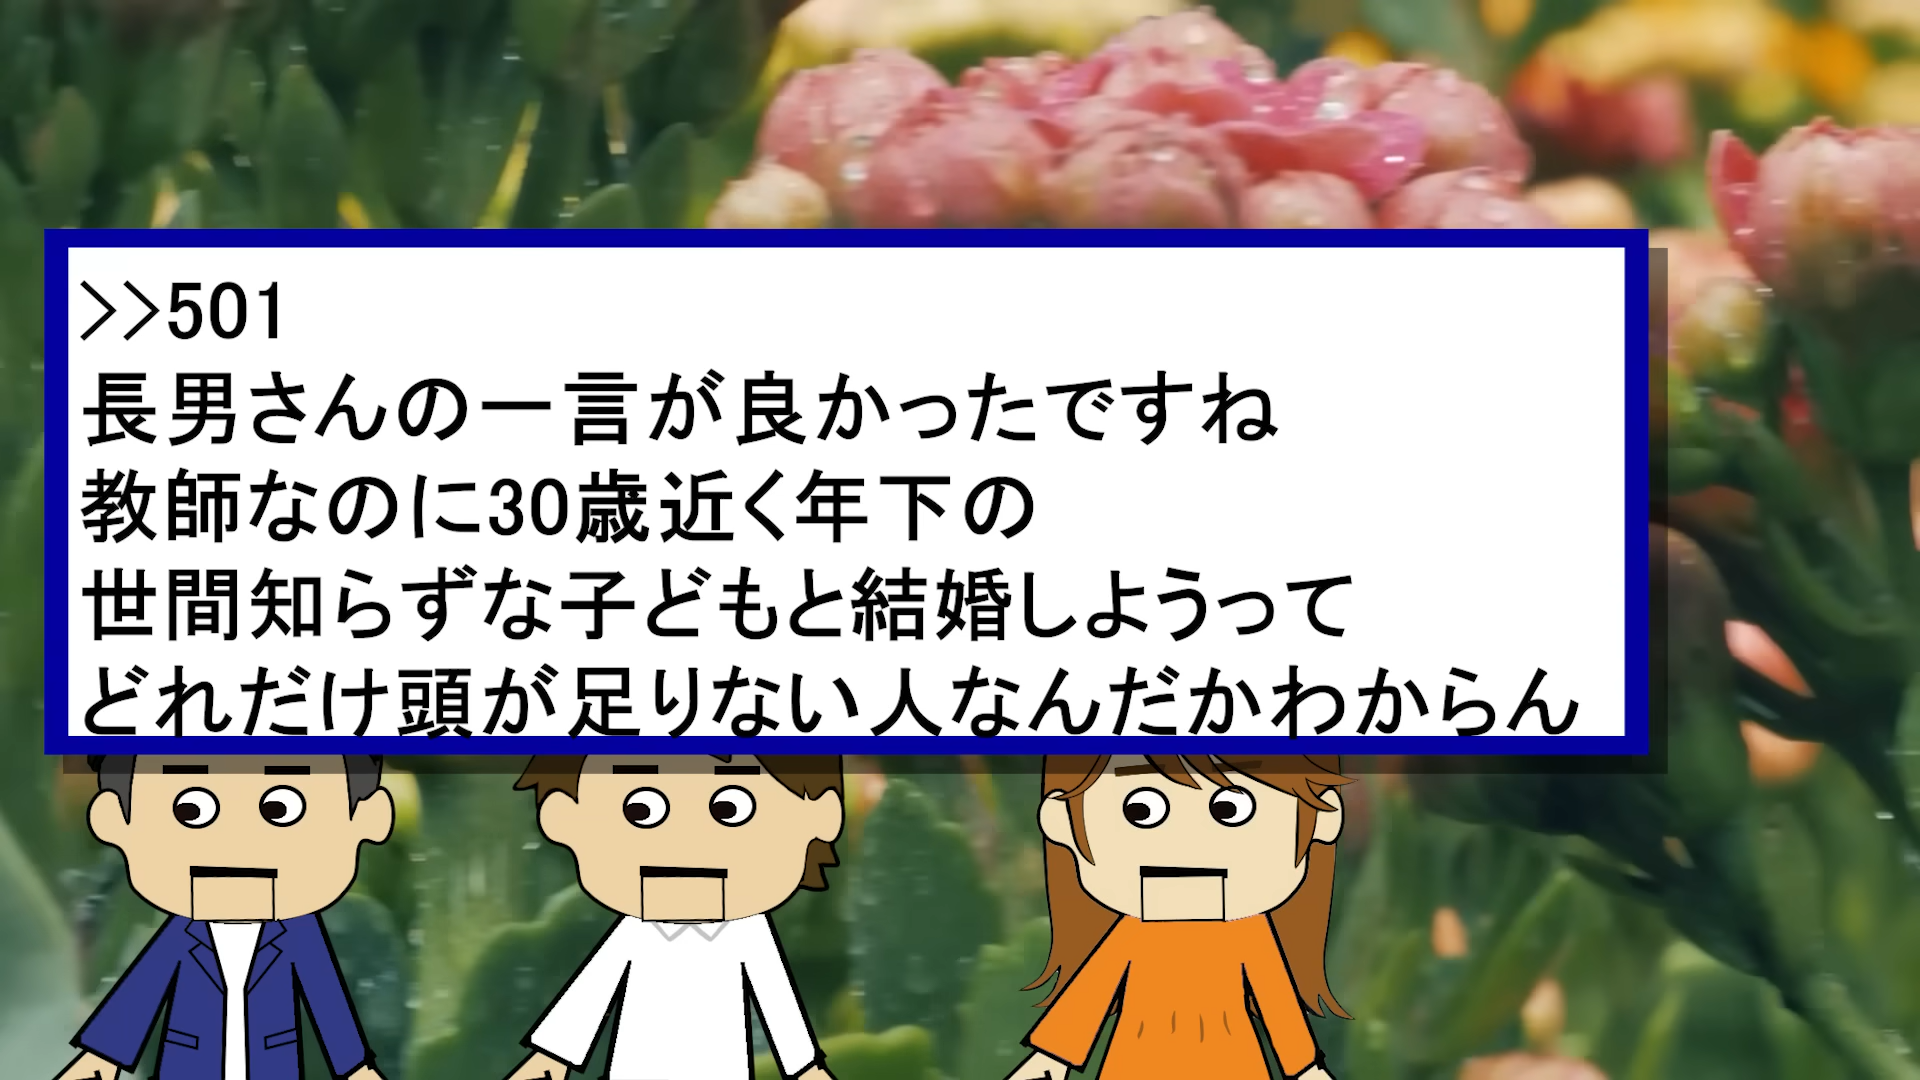 >>501
長男さんの一言が良かったですね
教師なのに30歳近く年下の
世間知らずな子どもと結婚しようって
どれだけ頭が足りない人なんだかわからん